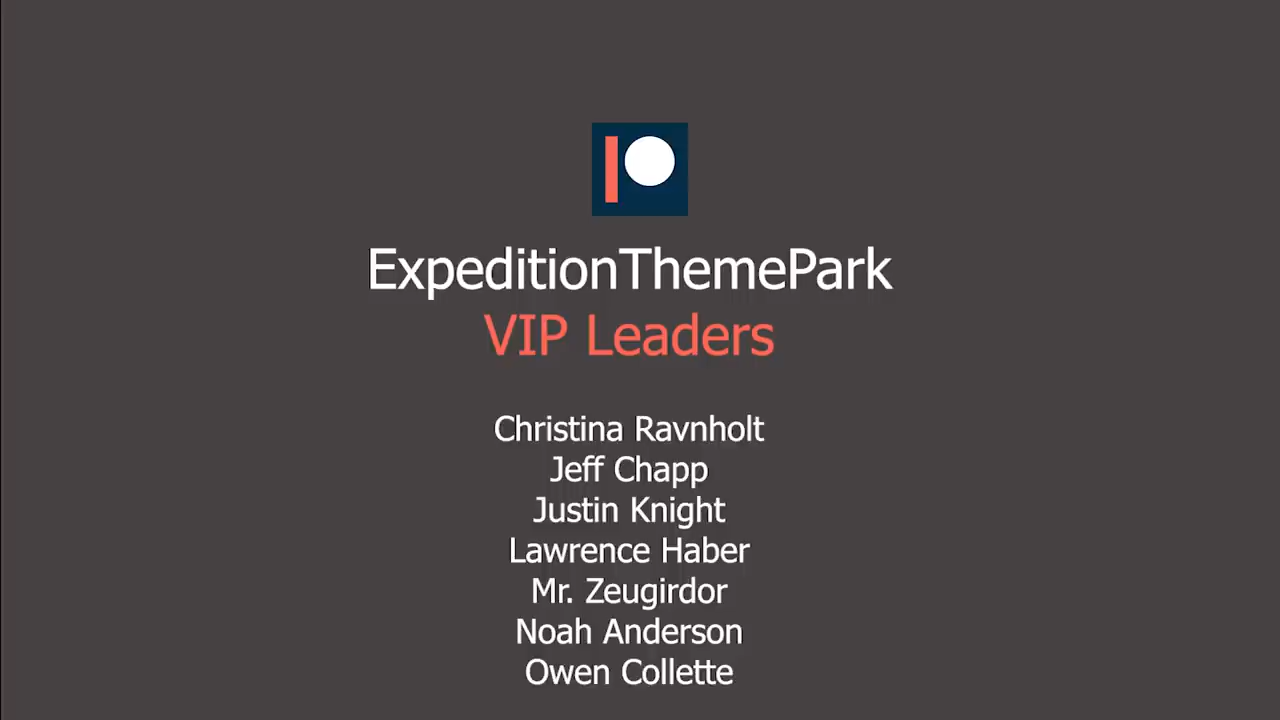 ExpeditionThemePark
VIP Leaders
Christina Ravnholt
Jeff Chapp
Justin Knight
Lawrence Haber
Mr. Zeugirdor
Noah Anderson
Owen Collette